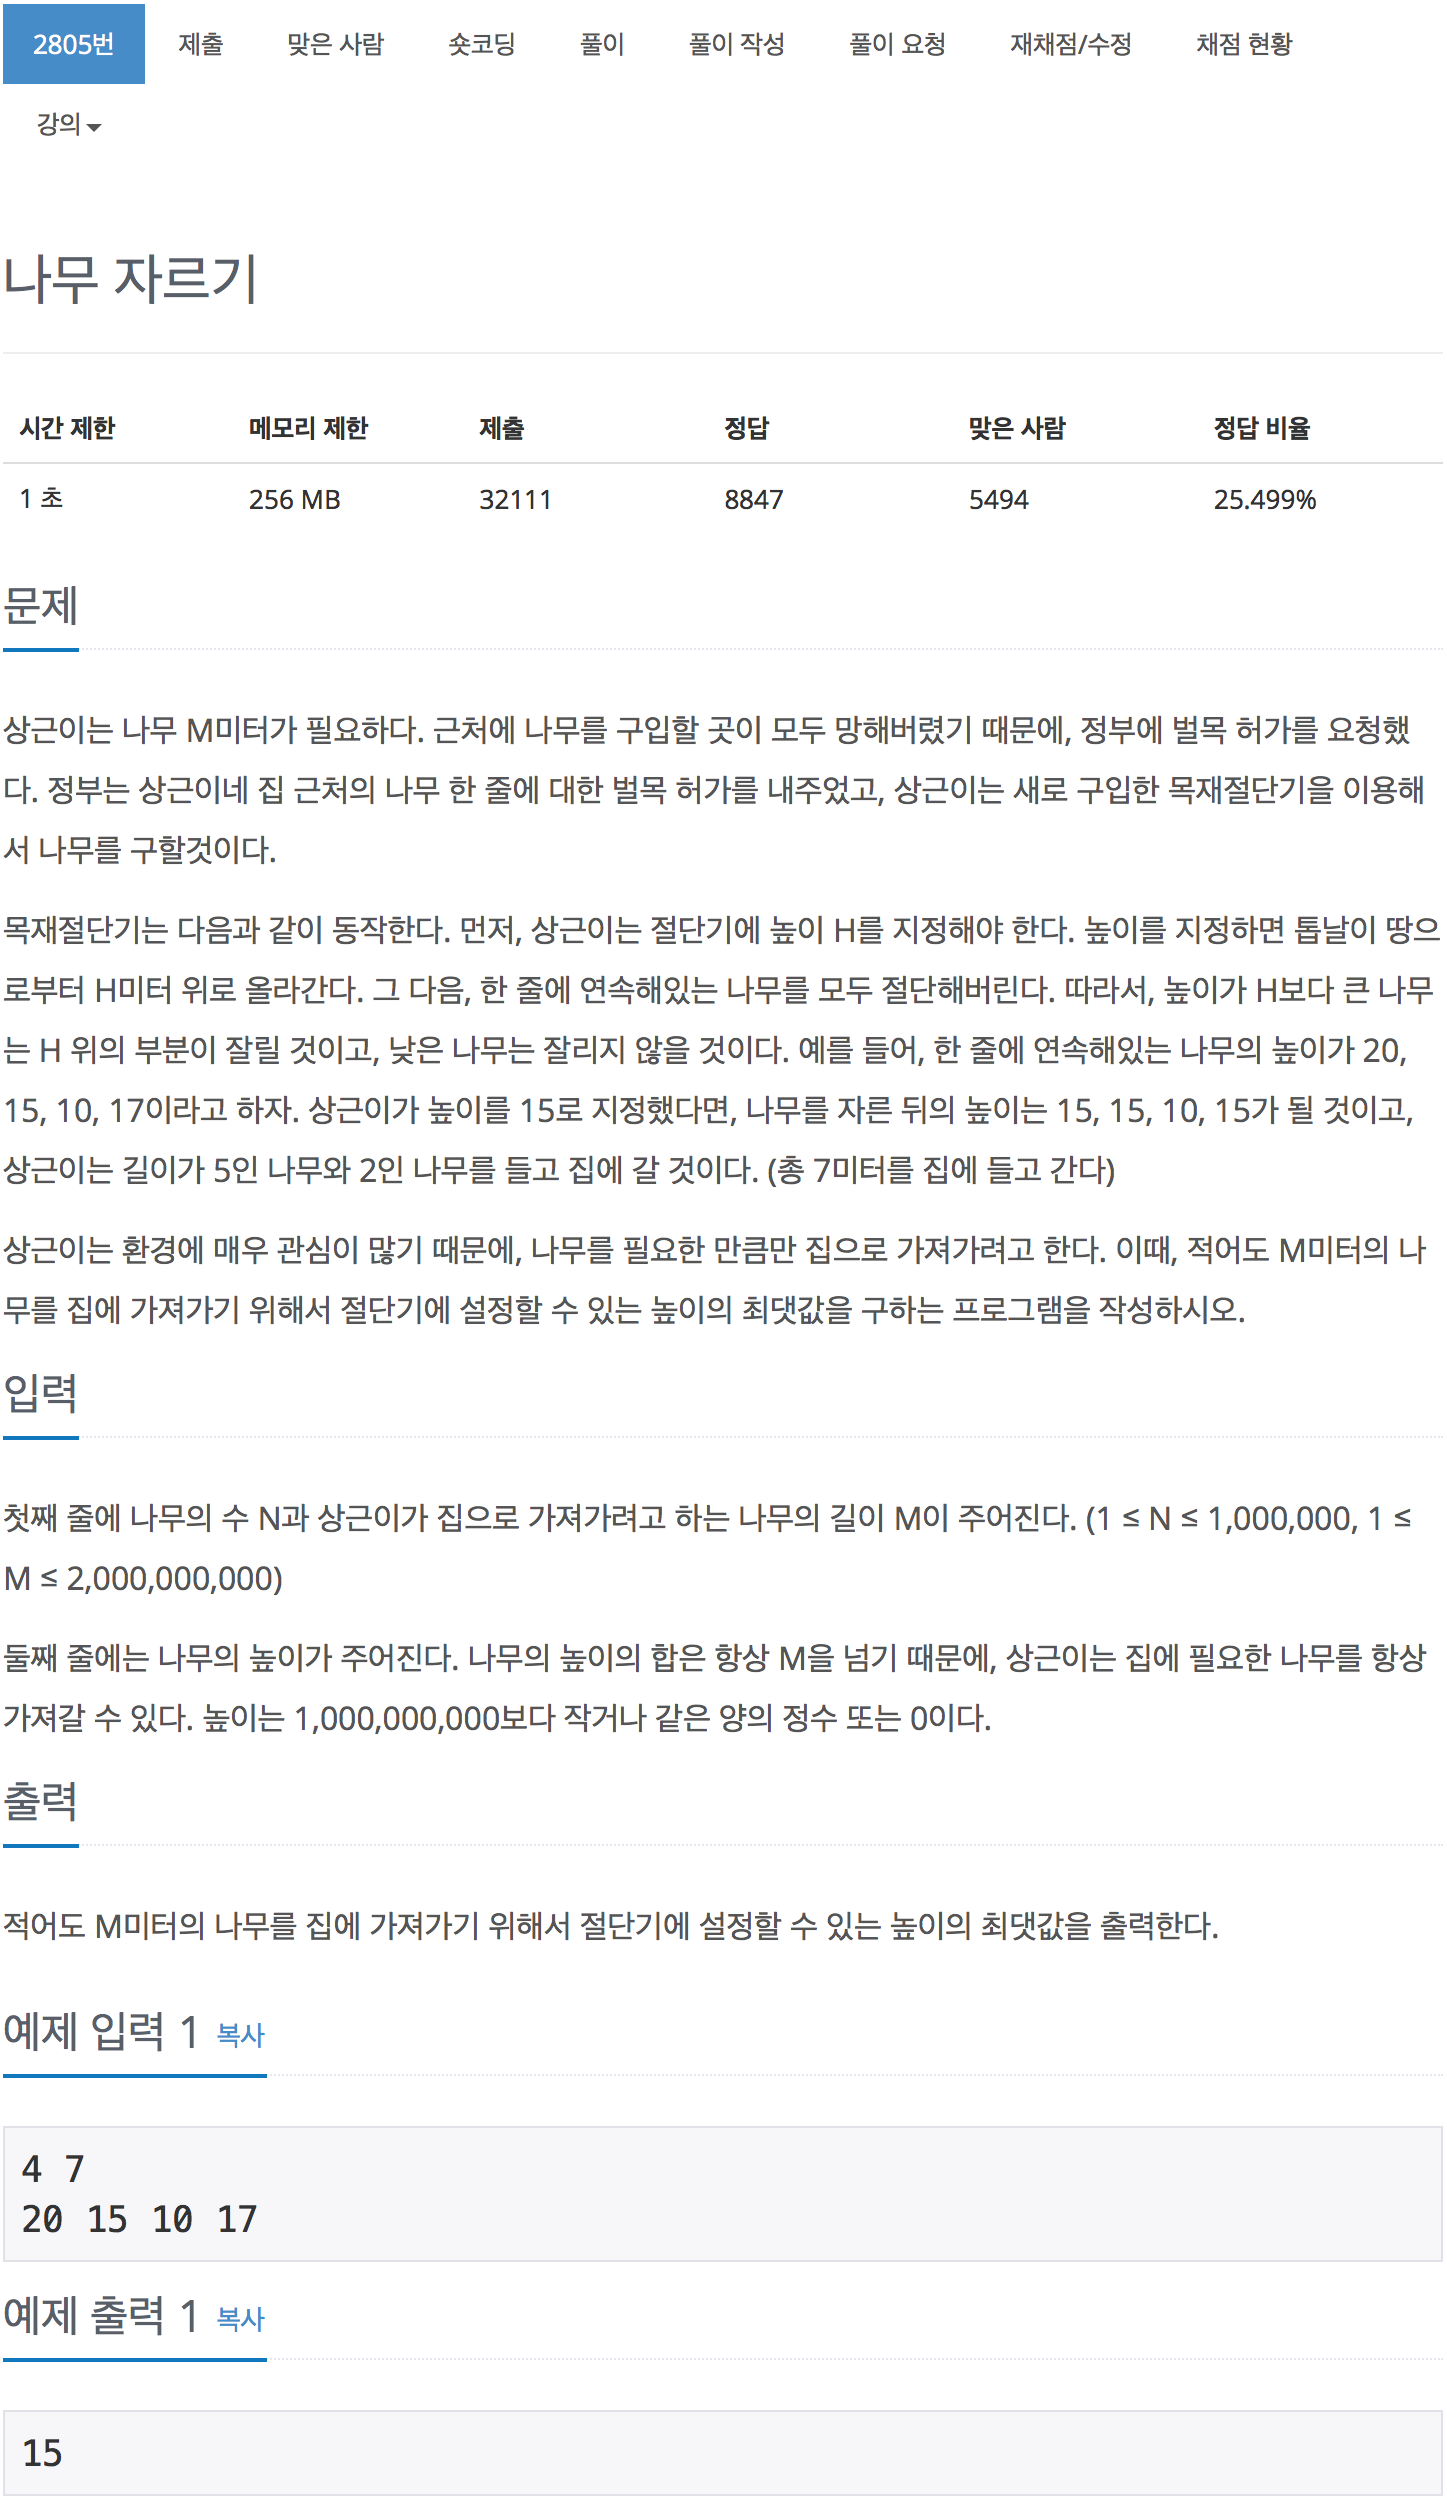 2805번 제출 맞은 사람 숏코딩 풀이 풀이 작성 풀이 요청 재채점/수정 채점 현황
강의
나무 자르기
시간 제한 메모리 제한 제출 정답 맞은 사람 정답 비율
1 초 256 MB 32111 8847 5494 25.499%
문제
상근이는 나무 M미터가 필요하다. 근처에 나무를 구입할 곳이 모두 망해버렸기 때문에, 정부에 벌목 허가를 요청했
다. 정부는 상근이네 집 근처의 나무 한 줄에 대한 벌목 허가를 내주었고, 상근이는 새로 구입한 목재절단기을 이용해
서 나무를 구할것이다.
목재절단기는 다음과 같이 동작한다. 먼저, 상근이는 절단기에 높이 H를 지정해야 한다. 높이를 지정하면 톱날이 땅으
로부터 H미터 위로 올라간다. 그 다음, 한 줄에 연속해있는 나무를 모두 절단해버린다. 따라서, 높이가 H보다 큰 나무
는 H 위의 부분이 잘릴 것이고, 낮은 나무는 잘리지 않을 것이다. 예를 들어, 한 줄에 연속해있는 나무의 높이가 20,
15, 10, 17이라고 하자. 상근이가 높이를 15로 지정했다면, 나무를 자른 뒤의 높이는 15, 15, 10, 15가 될 것이고,
상근이는 길이가 5인 나무와 2인 나무를 들고 집에 갈 것이다. (총 7미터를 집에 들고 간다)
상근이는 환경에 매우 관심이 많기 때문에, 나무를 필요한 만큼만 집으로 가져가려고 한다. 이때, 적어도 M미터의 나
무를 집에 가져가기 위해서 절단기에 설정할 수 있는 높이의 최댓값을 구하는 프로그램을 작성하시오.
입력
첫째 줄에 나무의 수 N과 상근이가 집으로 가져가려고 하는 나무의 길이 M이 주어진다. (1 ≤ N ≤ 1,000,000, 1 ≤
M ≤ 2,000,000,000)
둘째 줄에는 나무의 높이가 주어진다. 나무의 높이의 합은 항상 M을 넘기 때문에, 상근이는 집에 필요한 나무를 항상
가져갈 수 있다. 높이는 1,000,000,000보다 작거나 같은 양의 정수 또는 0이다.
출력
적어도 M미터의 나무를 집에 가져가기 위해서 절단기에 설정할 수 있는 높이의 최댓값을 출력한다.
예제 입력 1 복사
4 7
20 15 10 17
예제 출력 1 복사
15